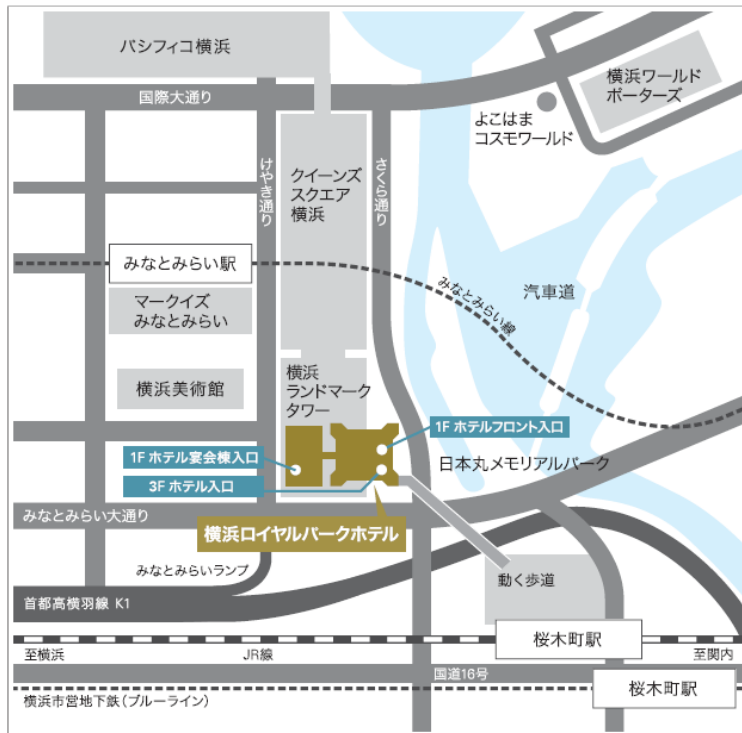 パシフィコ横浜
国際大通り
横浜ワールド
ポーターズ
よこはま
コスモワールド
けやき通り
クイーンズ
スクエア
横浜
さくら通り
みなとみらい駅
マークイズ
みなとみらい
みなとみらい線
汽車道
横浜美術館
横浜
ランドマーク
タワー
1F ホテルフロント入口
1F ホテル宴会棟入口
3F ホテル入口
日本丸メモリアルパーク
みなとみらい大通り
横浜ロイヤルパークホテル
みなとみらいランプ
動く歩道
首都高横羽線 K1
桜木町駅
至横浜
JR線
至関内
国道16号
桜木町駅
横浜市営地下鉄（ブルーライン）